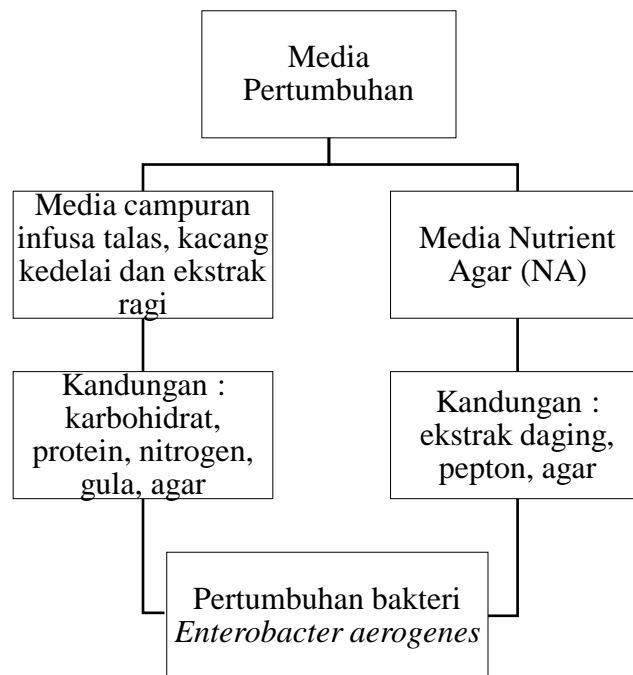 Media
Pertumbuhan
Media campuran
infusa talas, kacang
kedelai dan ekstrak
ragi
Media Nutrient
Agar (NA)
Kandungan :
karbohidrat,
protein, nitrogen,
gula, agar
Kandungan :
ekstrak daging,
pepton, agar
Pertumbuhan bakteri
Enterobacter aerogenes